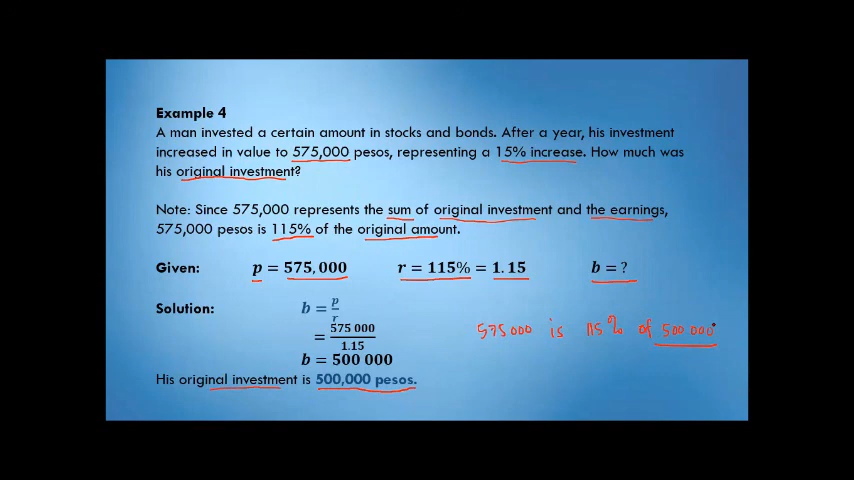 Example 4
A man invested a certain amount in stocks and bonds. After a year, his investment
increased in value to 575,000 pesos, representing a 15% increase. How much was
his original investment?
Note: Since 575,000 represents the sum of original investment and the earnings,
575,000 pesos is 115% of the original amount.
Given: p = 575,000 r = 115% = 1.15 b = ?
Solution: b = p/r
= 575 000/1.15
b = 500 000
575000 is 115% of 500 000
His original investment is 500,000 pesos.